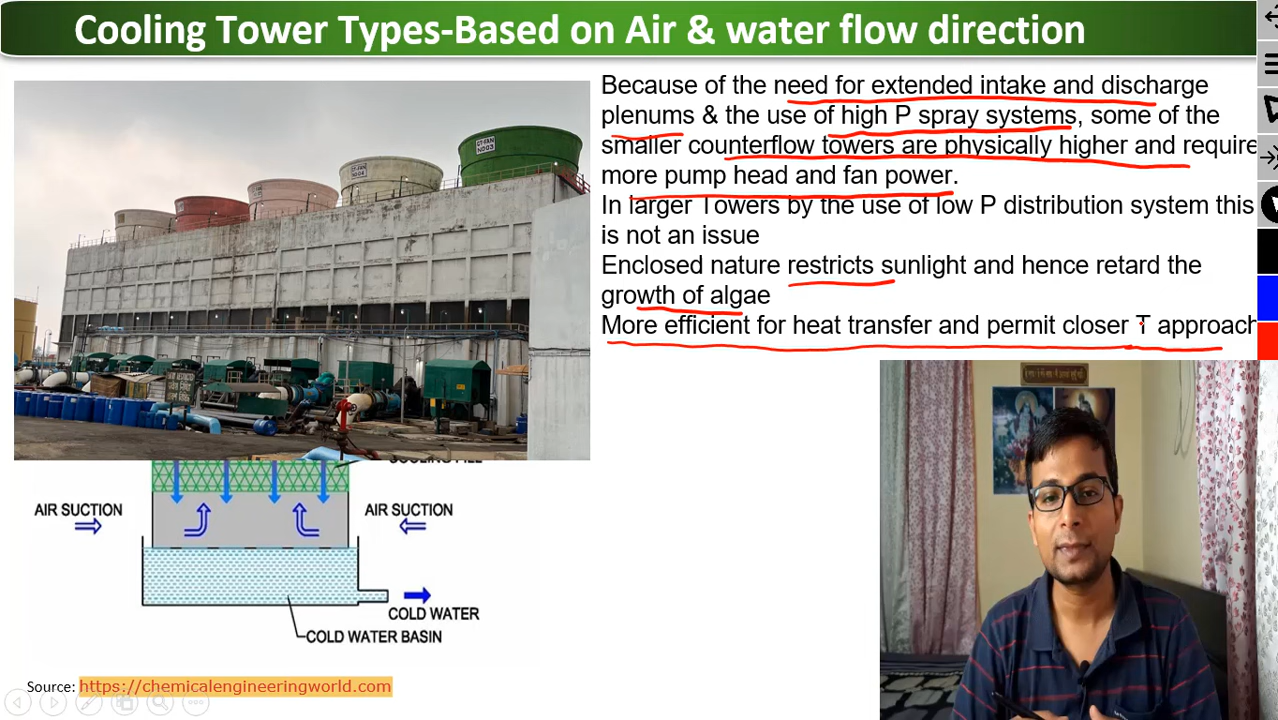 Cooling Tower Types-Based on Air & water flow direction
Because of the need for extended intake and discharge
plenums & the use of high P spray systems, some of the
smaller counterflow towers are physically higher and require
more pump head and fan power.
In larger Towers by the use of low P distribution system this
is not an issue
Enclosed nature restricts sunlight and hence retard the
growth of algae
More efficient for heat transfer and permit closer T approach
CT-FAN
AIR SUCTION
AIR SUCTION
COLD WATER
COLD WATER BASIN
Source: https://chemicalengineeringworld.com